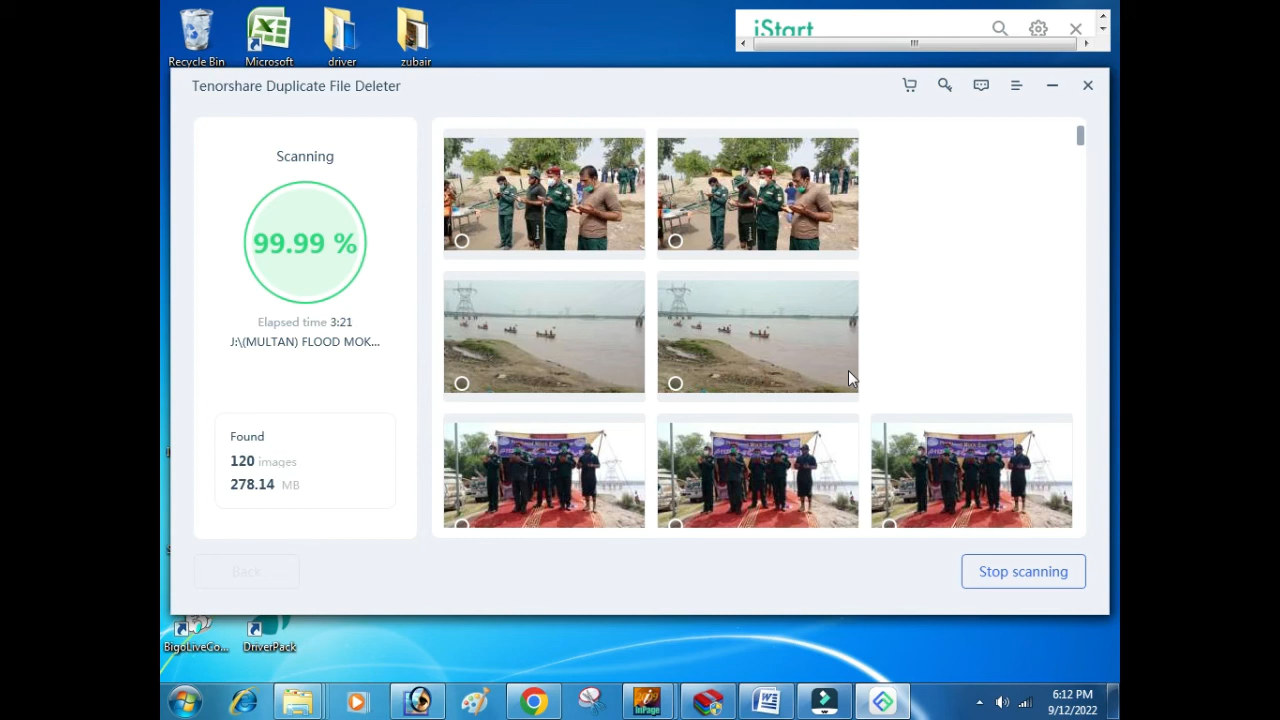 iStart
Recycle Bin
Microsoft
driver
zubair
Tenorshare Duplicate File Deleter
Scanning
99.99 %
Elapsed time 3:21
J:\(MULTAN) FLOOD MOK...
Found
120 images
278.14 MB
Back
Stop scanning
BigoLiveCo...
DriverPack
InPage
6:12 PM
9/12/2022